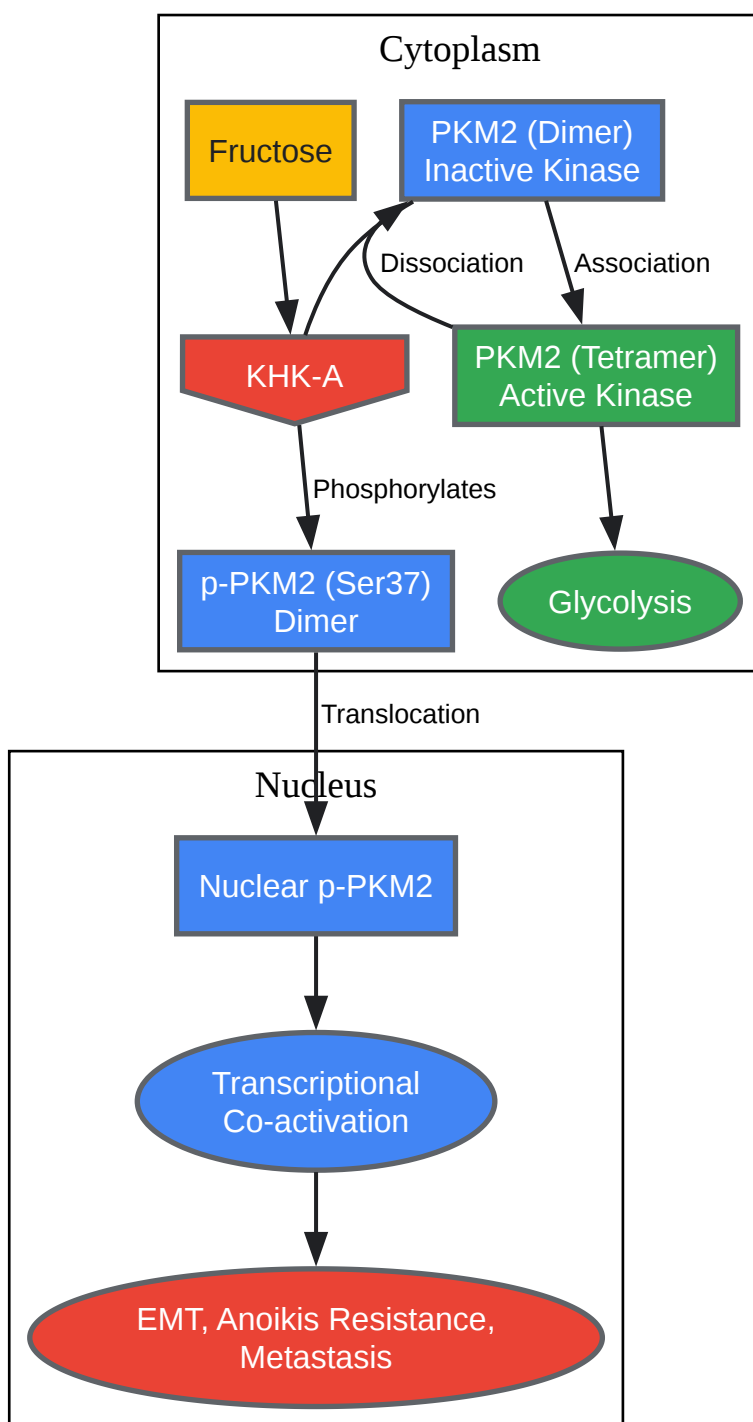 Cytoplasm
Fructose
PKM2 (Dimer)
Inactive Kinase
Dissociation
Association
KHK-A
PKM2 (Tetramer)
Active Kinase
Phosphorylates
p-PKM2 (Ser37)
Dimer
Glycolysis
Translocation
Nucleus
Nuclear p-PKM2
Transcriptional
Co-activation
EMT, Anoikis Resistance,
Metastasis